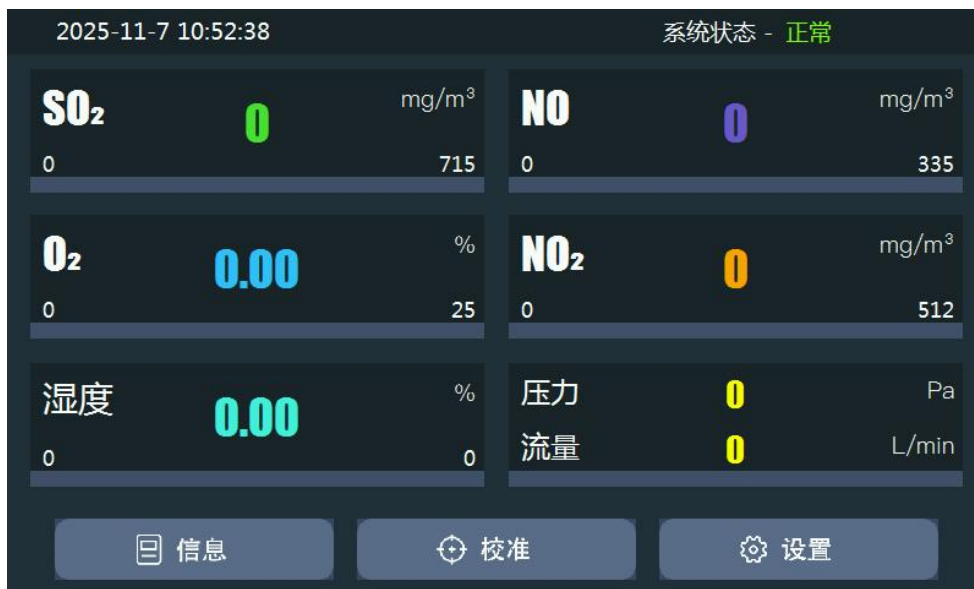 2025-11-7 10:52:38 系统状态 - 正常
SO₂ 0 mg/m³
0 715
NO 0 mg/m³
0 335
O₂ 0.00 %
0 25
NO₂ 0 mg/m³
0 512
湿度 0.00 %
0 0
压力 0 Pa
流量 0 L/min
信息 校准 设置